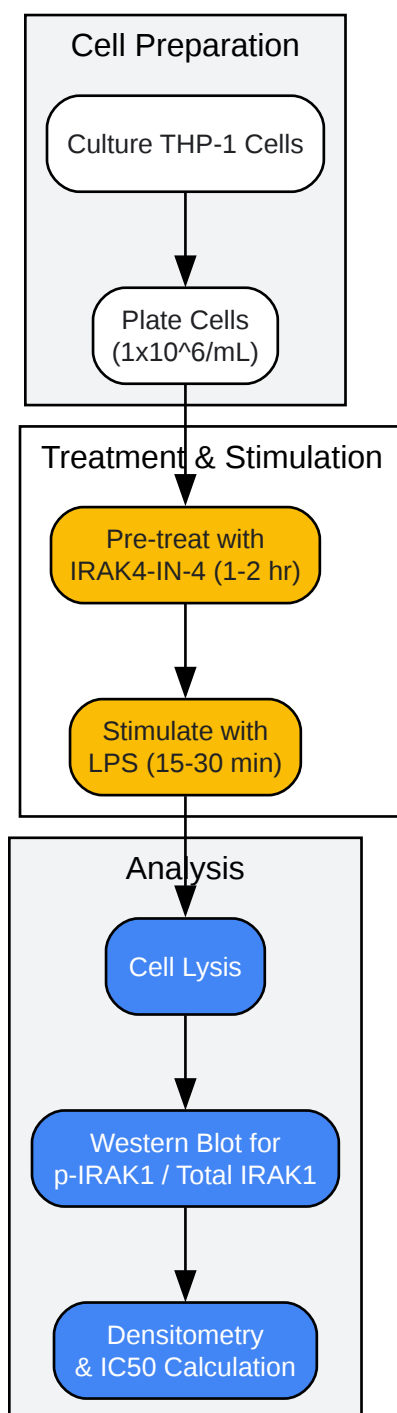 Cell Preparation
Culture THP-1 Cells
Plate Cells
(1x10^6/mL)
Treatment & Stimulation
Pre-treat with
IRAK4-IN-4 (1-2 hr)
Stimulate with
LPS (15-30 min)
Analysis
Cell Lysis
Western Blot for
p-IRAK1 / Total IRAK1
Densitometry
& IC50 Calculation